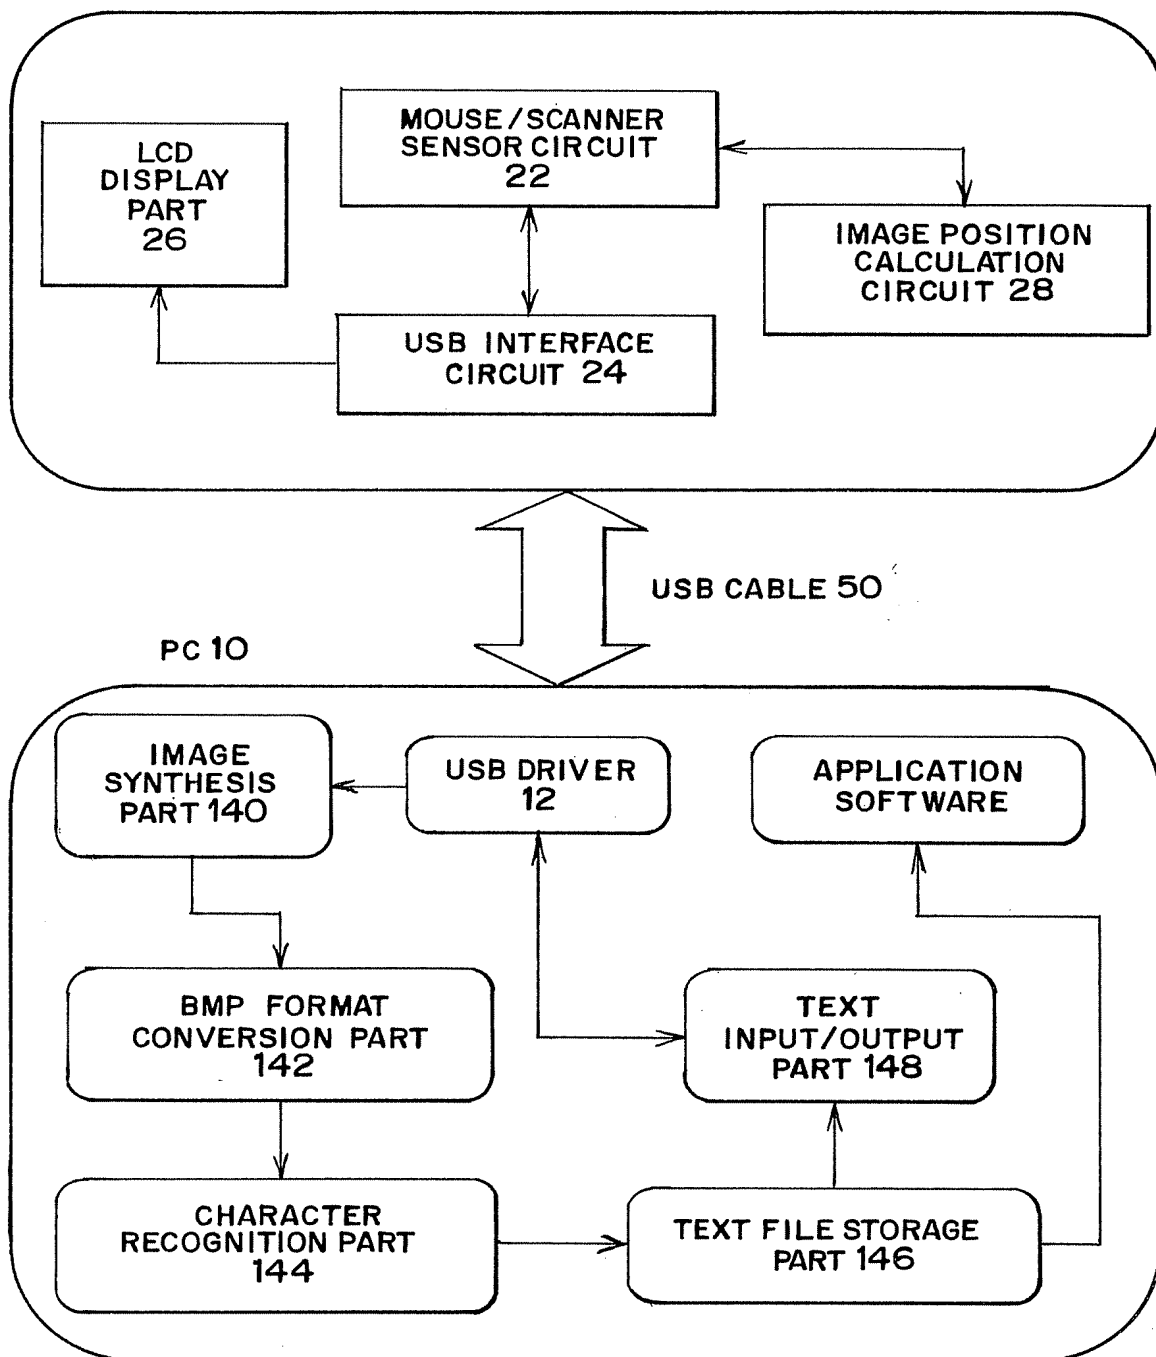 MOUSE/SCANNER
SENSOR CIRCUIT
22
LCD
DISPLAY
PART
26
IMAGE POSITION
CALCULATION
CIRCUIT 28
USB INTERFACE
CIRCUIT 24
USB CABLE 50
PC 10
IMAGE
SYNTHESIS
PART 140
USB DRIVER
12
APPLICATION
SOFTWARE
BMP FORMAT
CONVERSION PART
142
TEXT
INPUT/OUTPUT
PART 148
CHARACTER
RECOGNITION PART
144
TEXT FILE STORAGE
PART 146